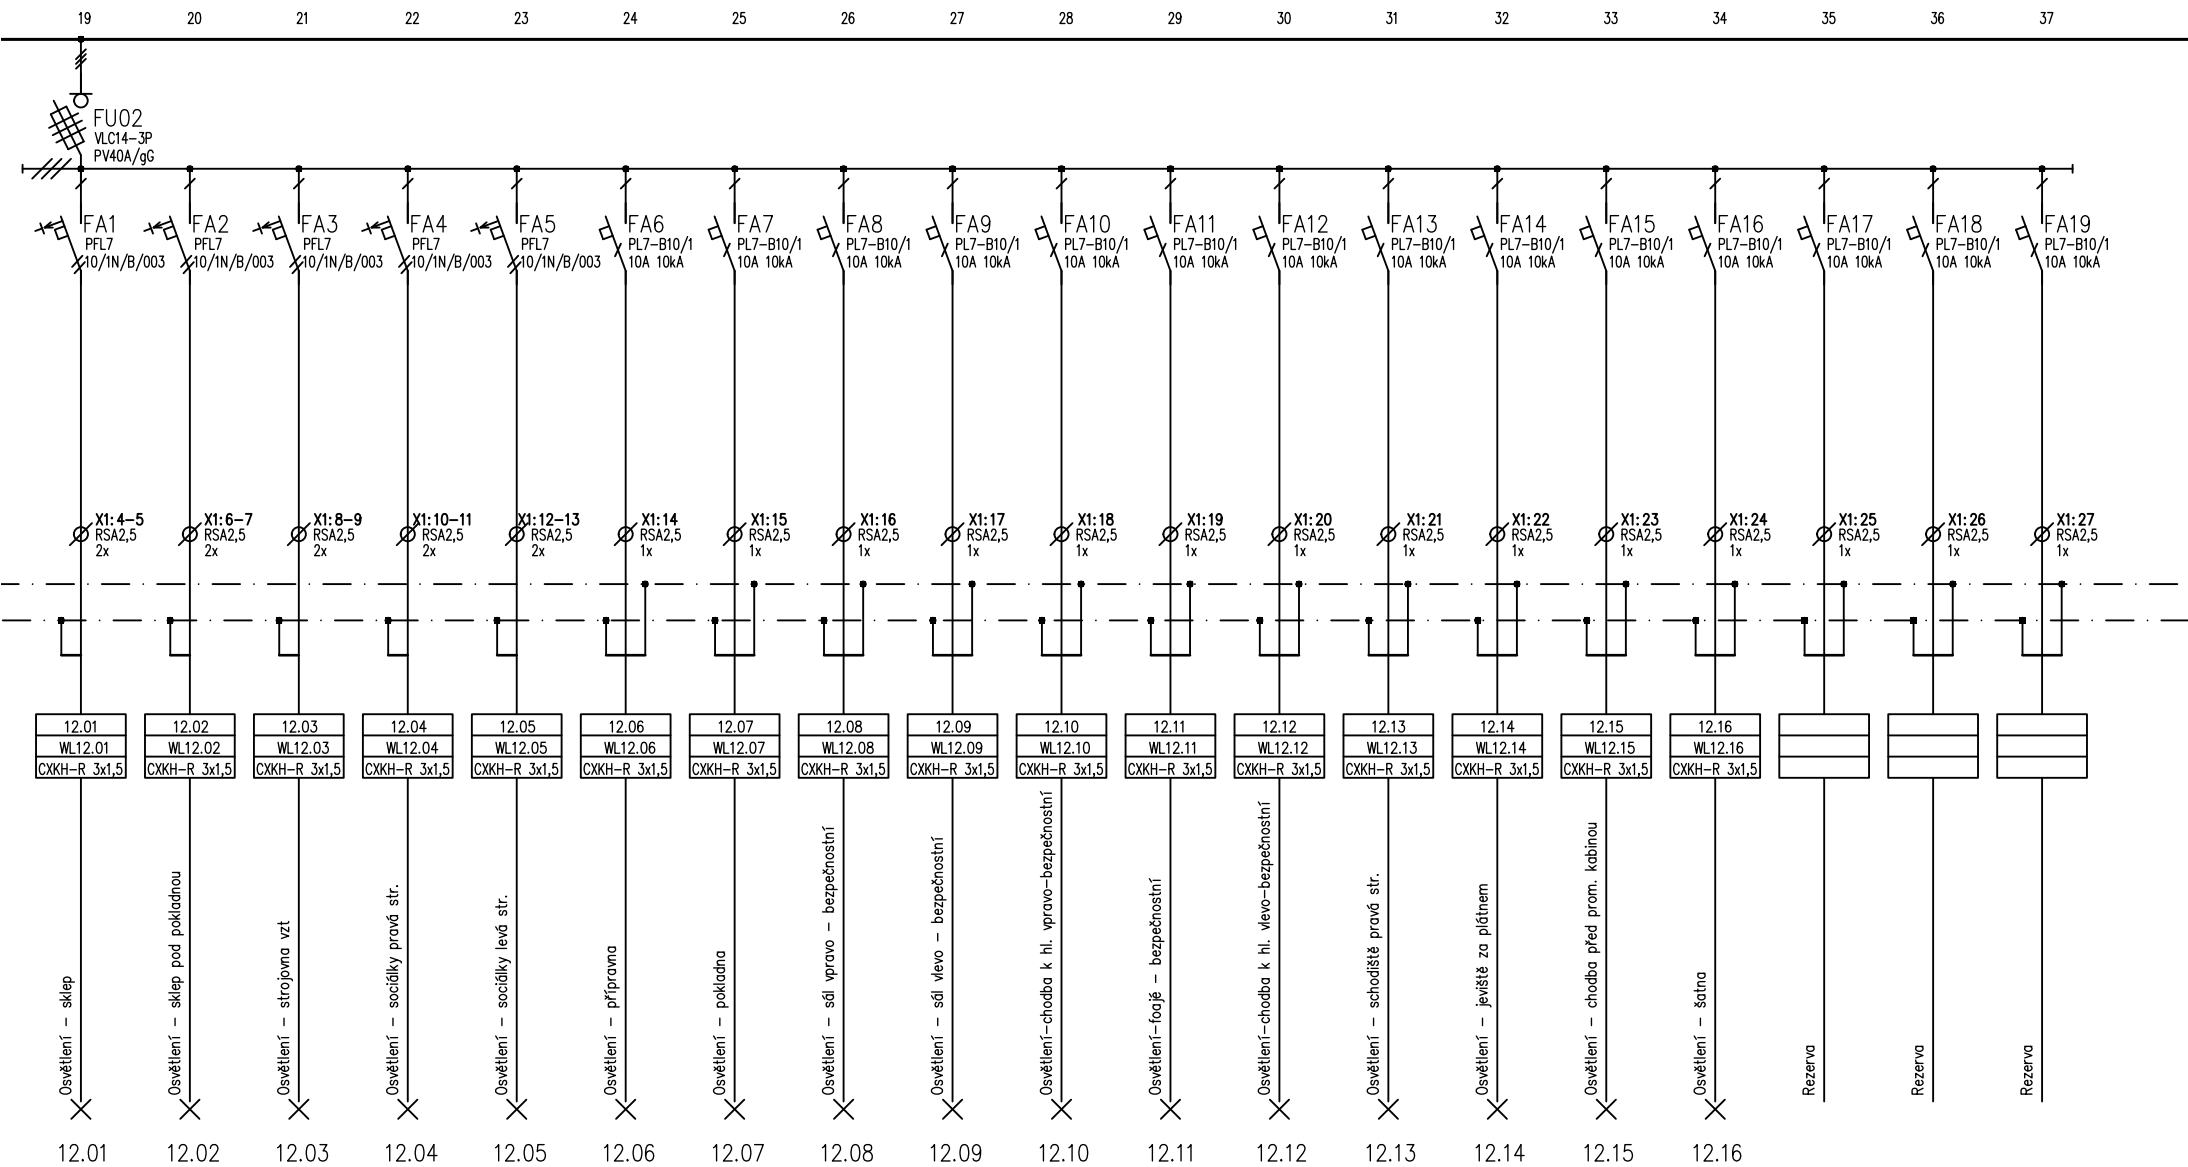 19 20 21 22 23 24 25 26 27 28 29 30 31 32 33 34 35 36 37
FU02
VLC14-3P
PV40A/gG
FA1 FA2 FA3 FA4 FA5 FA6 FA7 FA8 FA9 FA10 FA11 FA12 FA13 FA14 FA15 FA16 FA17 FA18 FA19
PFL7 PFL7 PFL7 PFL7 PFL7 PL7-B10/1 PL7-B10/1 PL7-B10/1 PL7-B10/1 PL7-B10/1 PL7-B10/1 PL7-B10/1 PL7-B10/1 PL7-B10/1 PL7-B10/1 PL7-B10/1 PL7-B10/1 PL7-B10/1 PL7-B10/1
10/1N/B/003 10/1N/B/003 10/1N/B/003 10/1N/B/003 10/1N/B/003 10A 10kA 10A 10kA 10A 10kA 10A 10kA 10A 10kA 10A 10kA 10A 10kA 10A 10kA 10A 10kA 10A 10kA 10A 10kA 10A 10kA 10A 10kA 10A 10kA
X1:4-5 X1:6-7 X1:8-9 X1:10-11 X1:12-13 X1:14 X1:15 X1:16 X1:17 X1:18 X1:19 X1:20 X1:21 X1:22 X1:23 X1:24 X1:25 X1:26 X1:27
RSA2,5 RSA2,5 RSA2,5 RSA2,5 RSA2,5 RSA2,5 RSA2,5 RSA2,5 RSA2,5 RSA2,5 RSA2,5 RSA2,5 RSA2,5 RSA2,5 RSA2,5 RSA2,5 RSA2,5 RSA2,5 RSA2,5
2x 2x 2x 2x 2x 1x 1x 1x 1x 1x 1x 1x 1x 1x 1x 1x 1x 1x 1x
12.01 12.02 12.03 12.04 12.05 12.06 12.07 12.08 12.09 12.10 12.11 12.12 12.13 12.14 12.15 12.16
WL12.01 WL12.02 WL12.03 WL12.04 WL12.05 WL12.06 WL12.07 WL12.08 WL12.09 WL12.10 WL12.11 WL12.12 WL12.13 WL12.14 WL12.15 WL12.16
CXKH-R 3x1,5 CXKH-R 3x1,5 CXKH-R 3x1,5 CXKH-R 3x1,5 CXKH-R 3x1,5 CXKH-R 3x1,5 CXKH-R 3x1,5 CXKH-R 3x1,5 CXKH-R 3x1,5 CXKH-R 3x1,5 CXKH-R 3x1,5 CXKH-R 3x1,5 CXKH-R 3x1,5 CXKH-R 3x1,5 CXKH-R 3x1,5 CXKH-R 3x1,5
Osvětlení - sklep
Osvětlení - sklep pod pokladnou
Osvětlení - strojovna vzt
Osvětlení - sociálky pravá str.
Osvětlení - sociálky levá str.
Osvětlení - přípravna
Osvětlení - pokladna
Osvětlení - sál vpravo - bezpečnostní
Osvětlení - sál vlevo - bezpečnostní
Osvětlení-chodba k hl. vpravo-bezpečnostní
Osvětlení-foajé - bezpečnostní
Osvětlení-chodba k hl. vlevo-bezpečnostní
Osvětlení - schodiště pravá str.
Osvětlení - jeviště za plátnem
Osvětlení - chodba před prom. kabinou
Osvětlení - šatna
Rezerva
Rezerva
Rezerva
12.01 12.02 12.03 12.04 12.05 12.06 12.07 12.08 12.09 12.10 12.11 12.12 12.13 12.14 12.15 12.16